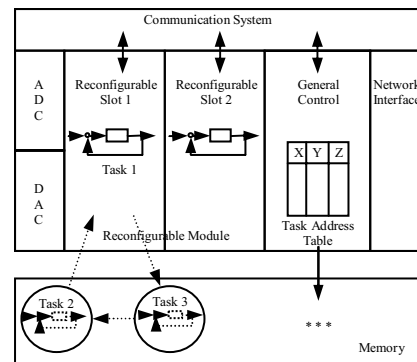 Communication System
A
D
C
D
A
C
Reconfigurable
Slot 1
Task 1
Reconfigurable
Slot 2
General
Control
X Y Z
Task Address
Table
Network
Interface
Reconfigurable Module
Task 2
Task 3
* * *
Memory